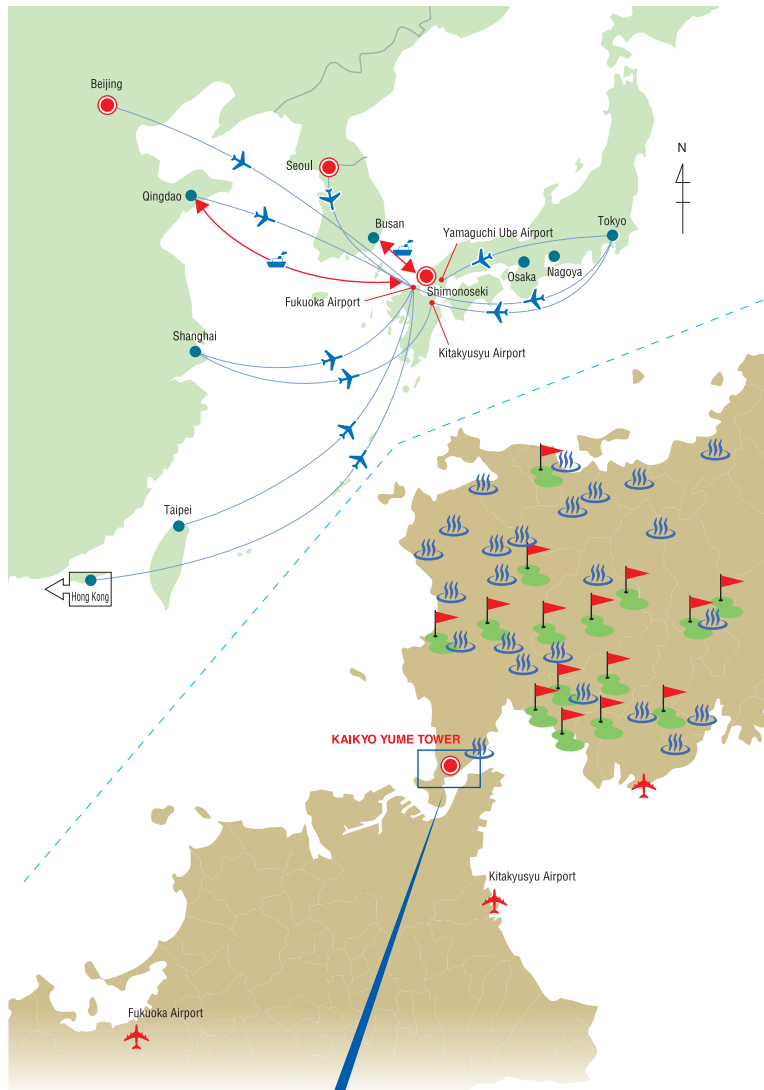 Beijing
N
Seoul
Qingdao
Busan
Tokyo
Yamaguchi Ube Airport
Nagoya
Osaka
Shimonoseki
Fukuoka Airport
Shanghai
Kitakyusyu Airport
Taipei
Hong Kong
KAIKYO YUME TOWER
Kitakyusyu Airport
Fukuoka Airport